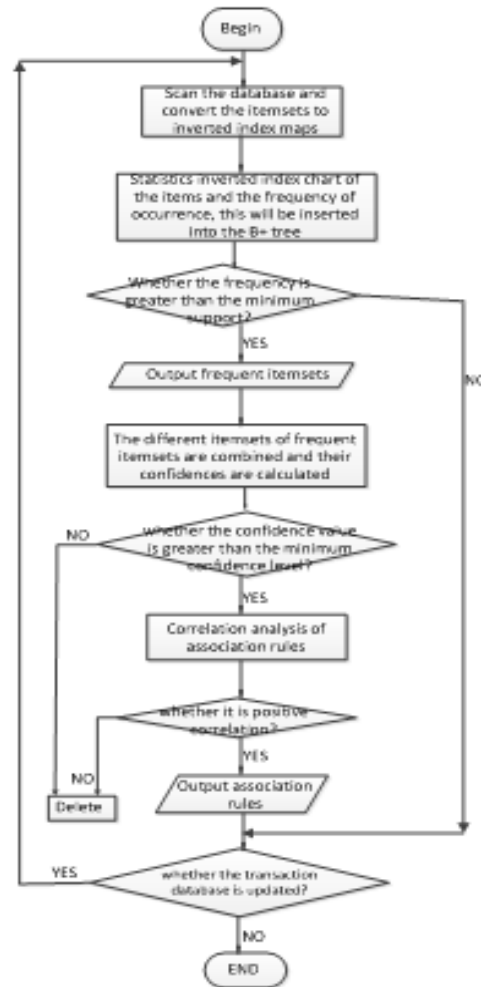 Begin
Scan the database and
convert the itemsets to
inverted index maps
Statistics inverted index chart of
the items and the frequency of
occurrence, this will be inserted
into the B+ tree
Whether the frequency is
greater than the minimum
support?
YES
NO
Output frequent itemsets
The different itemsets of frequent
itemsets are combined and their
confidences are calculated
NO
whether the confidence value
is greater than the minimum
confidence level?
YES
Correlation analysis of
association rules
whether it is positive
correlation?
NO
YES
Delete
Output association
rules
YES
whether the transaction
database is updated?
NO
END